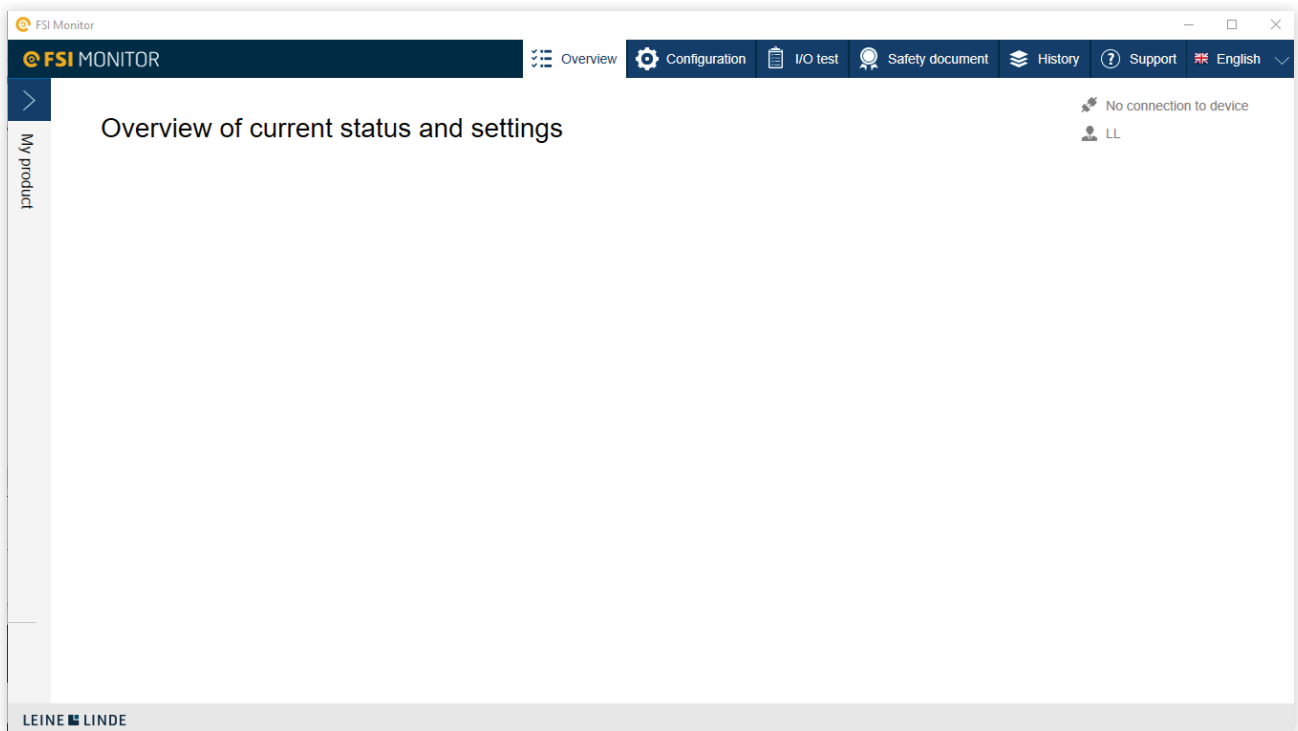 FSI Monitor
FSI MONITOR
Overview
Configuration
I/O test
Safety document
History
? Support
English
My product
Overview of current status and settings
No connection to device
LL
LEINE LINDE